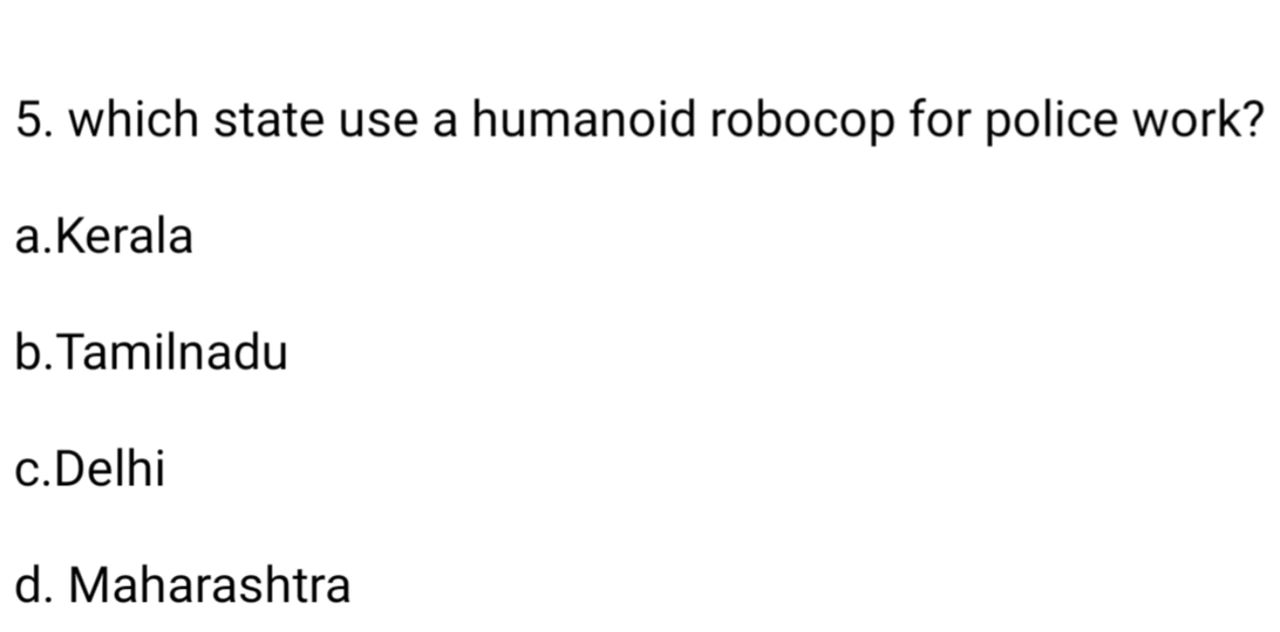 5. which state use a humanoid robocop for police work?
a.Kerala
b.Tamilnadu
c.Delhi
d. Maharashtra